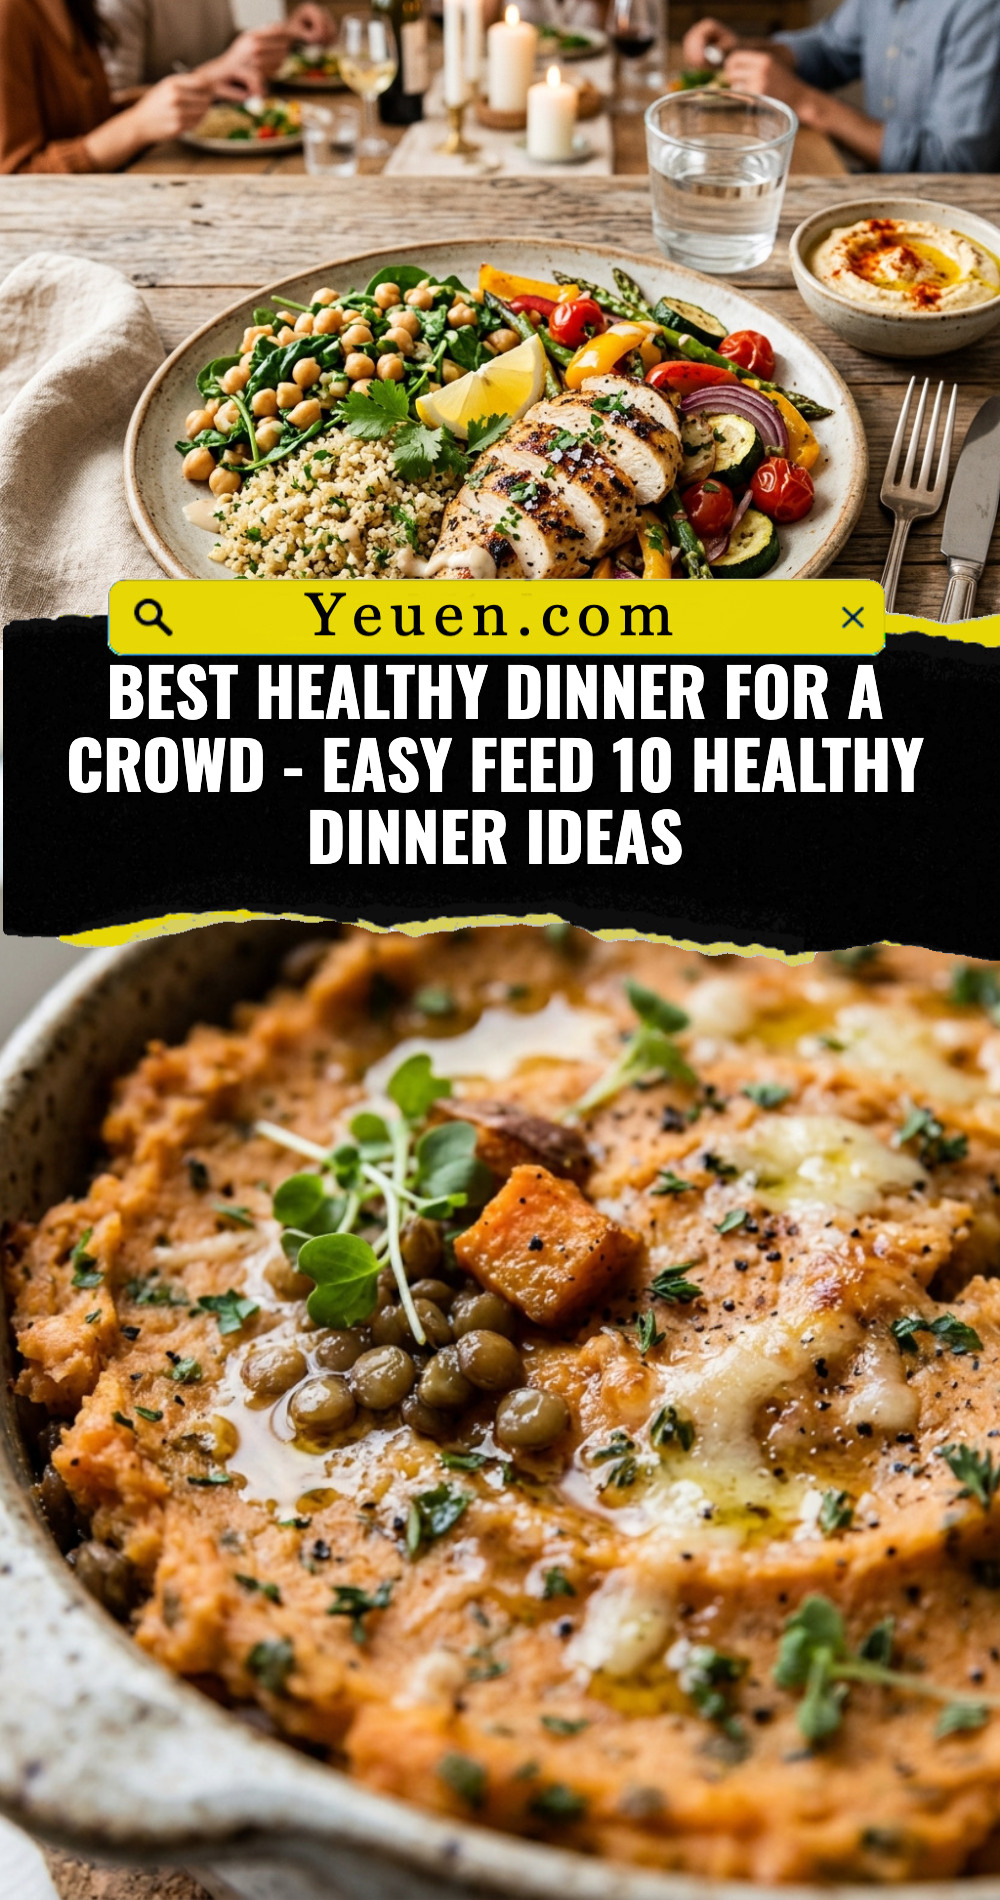 Yeuen.com
BEST HEALTHY DINNER FOR A
CROWD - EASY FEED 10 HEALTHY
DINNER IDEAS